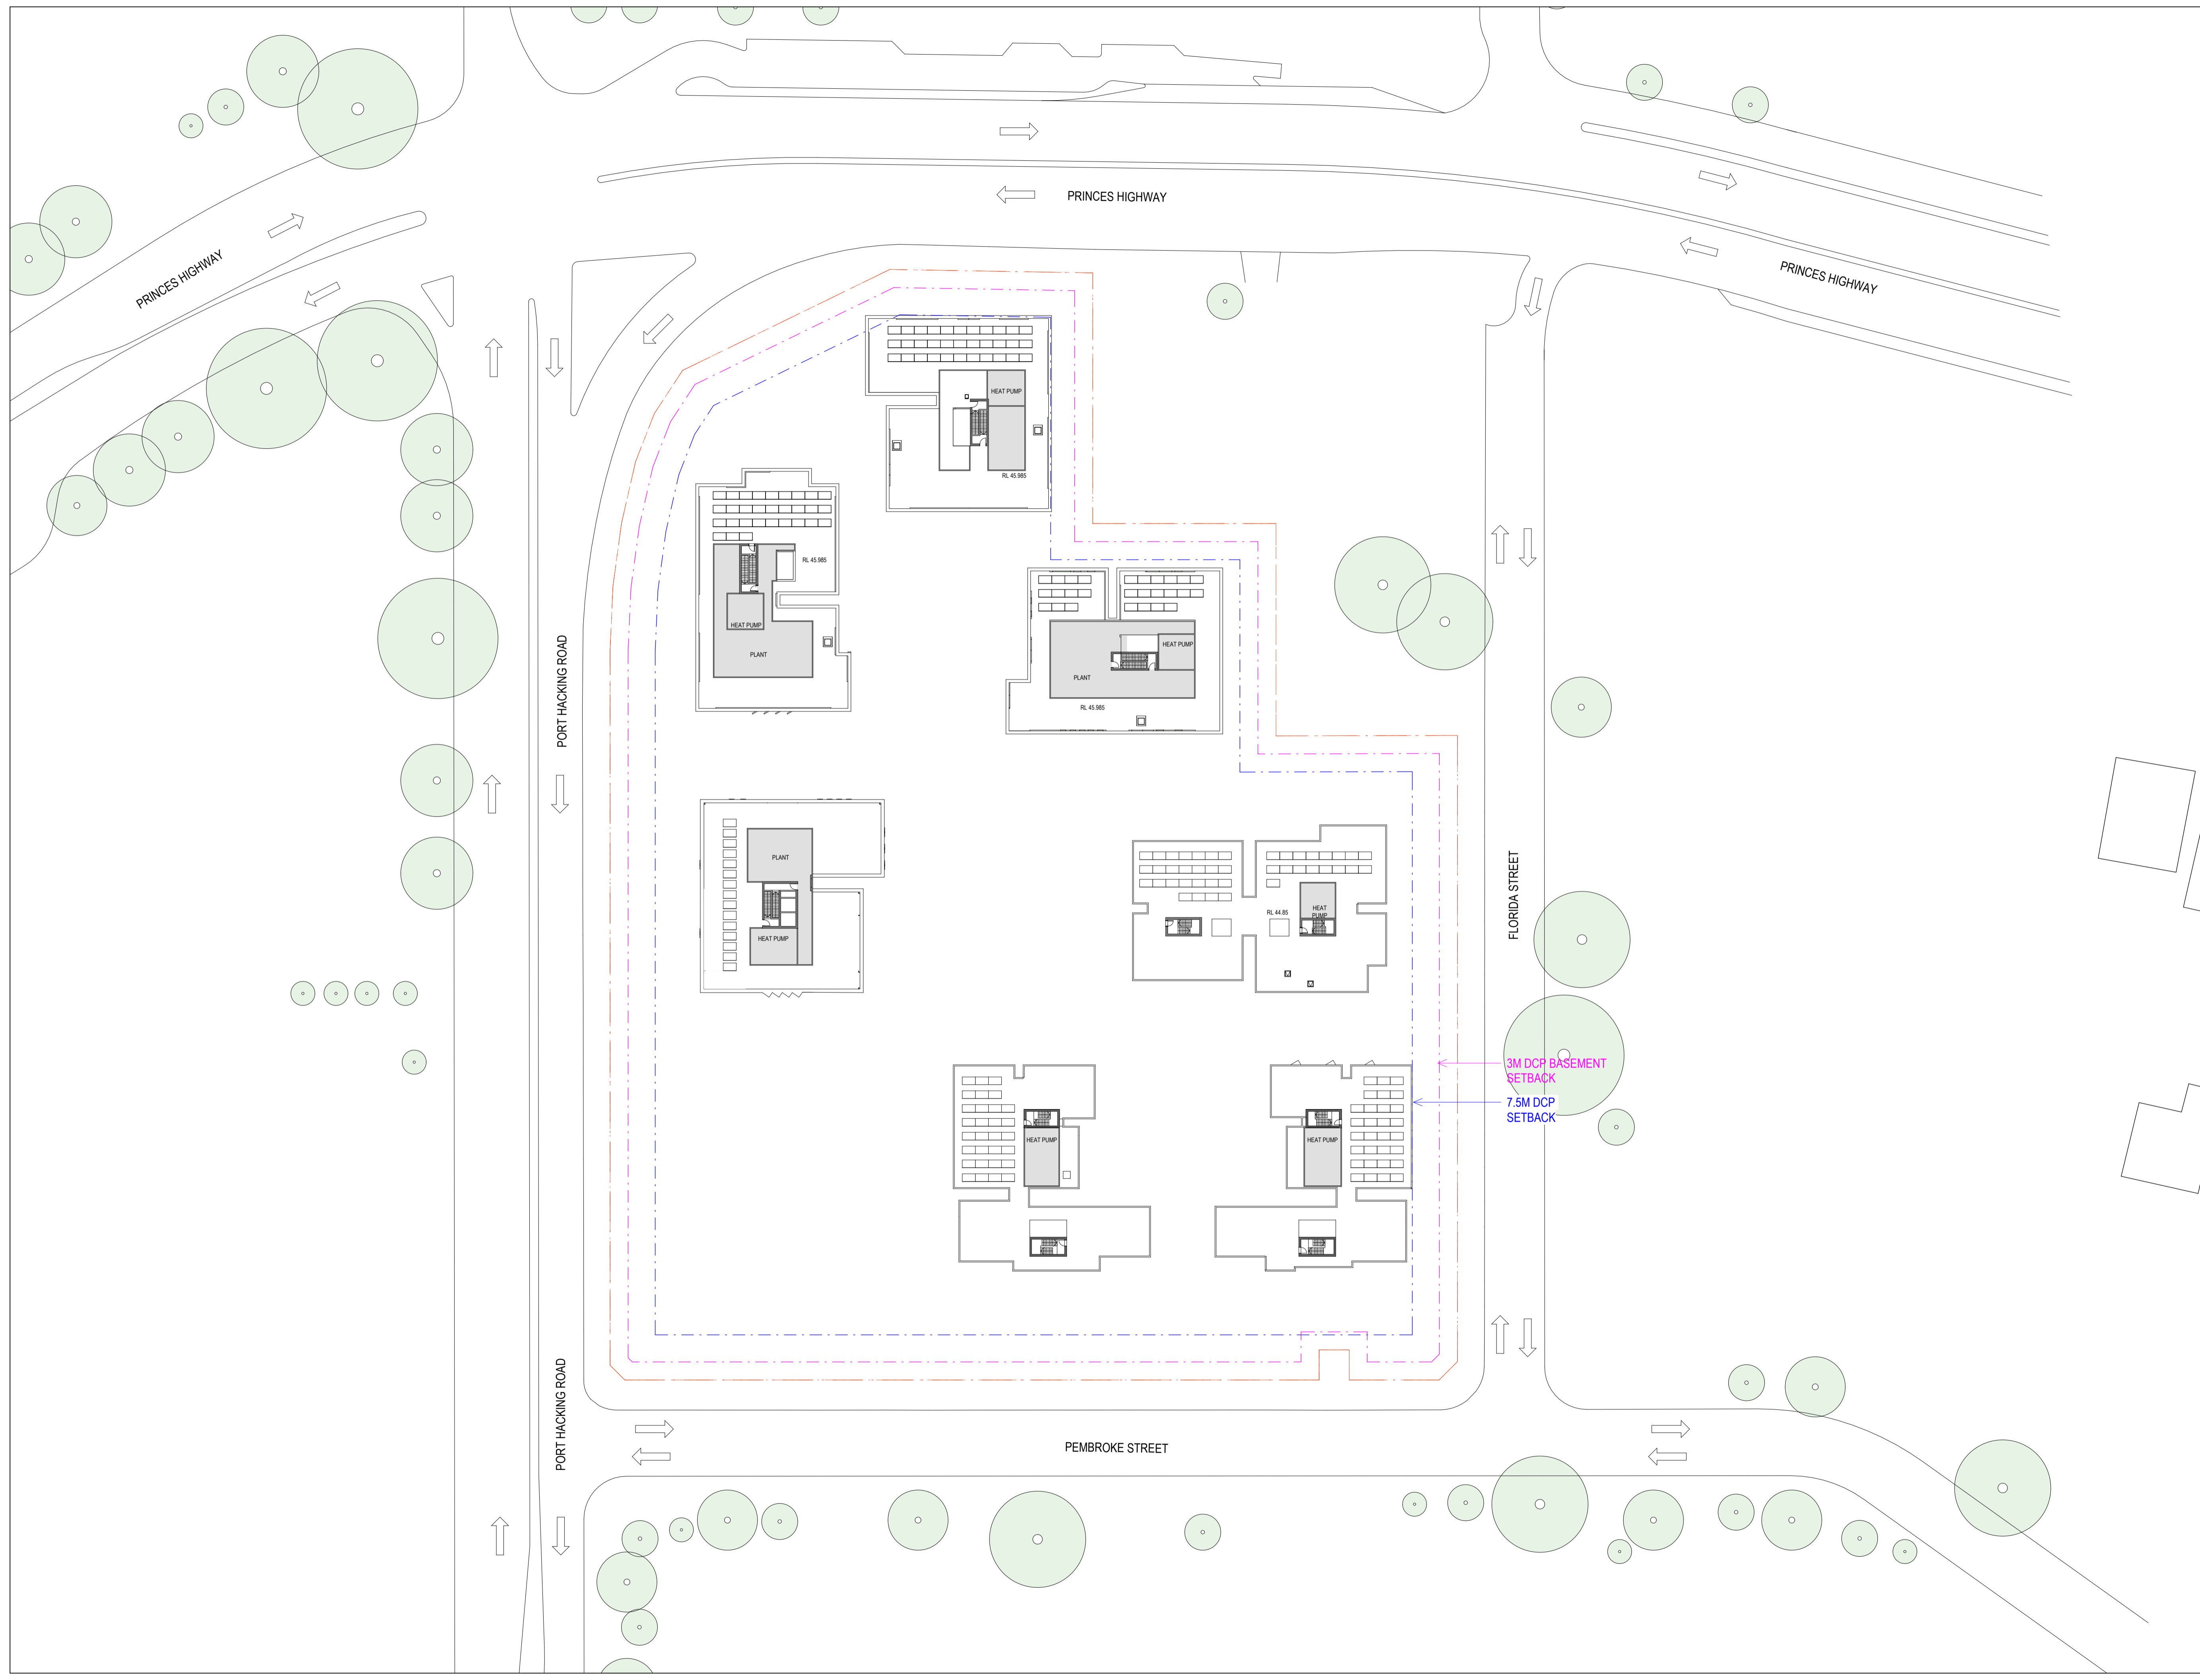 PRINCES HIGHWAY
PRINCES HIGHWAY
PRINCES HIGHWAY
HEAT PUMP
RL 45.985
RL 45.985
HEAT PUMP
PLANT
HEAT PUMP
PLANT
RL 45.985
PORT HACKING ROAD
PLANT
HEAT PUMP
RL 44.85
HEAT
PUMP
FLORIDA STREET
3M DCP BASEMENT
SETBACK
7.5M DCP
SETBACK
HEAT PUMP
HEAT PUMP
PORT HACKING ROAD
PEMBROKE STREET